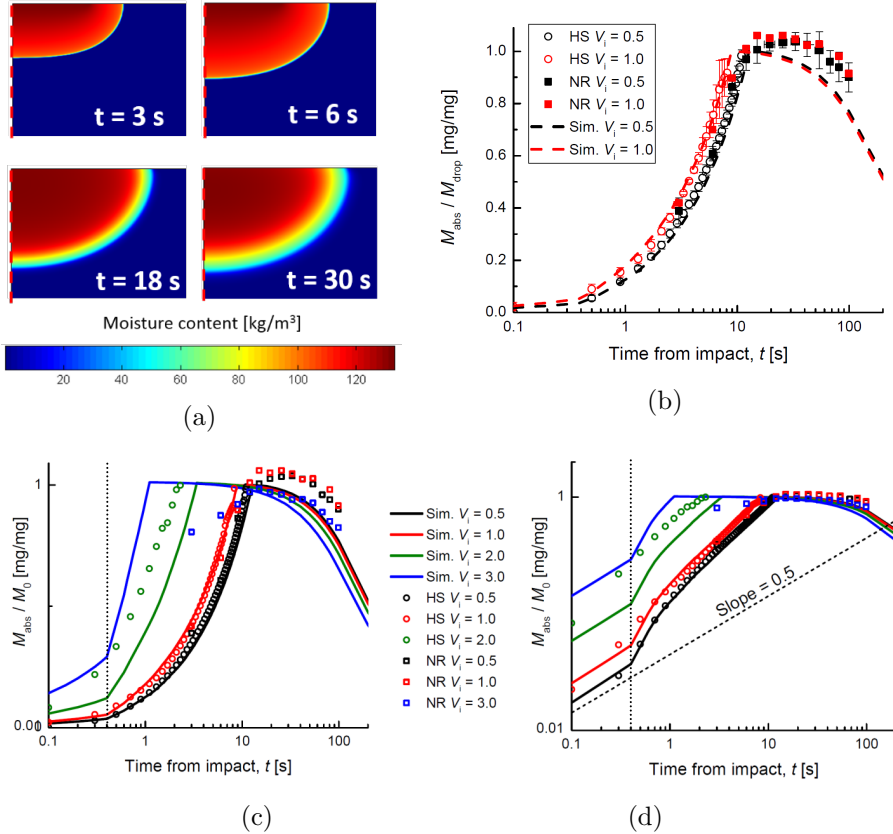 t = 3 s
t = 6 s
t = 18 s
t = 30 s
Moisture content [kg/m³]
20 40 60 80 100 120
(a)
M_abs / M_drop [mg/mg]
1.0
0.8
0.6
0.4
0.2
0.0
0.1 1 10 100
Time from impact, t [s]
HS V_i = 0.5
HS V_i = 1.0
NR V_i = 0.5
NR V_i = 1.0
Sim. V_i = 0.5
Sim. V_i = 1.0
(b)
M_abs / M_0 [mg/mg]
1
0.01
0.1 1 10 100
Time from impact, t [s]
Sim. V_i = 0.5
Sim. V_i = 1.0
Sim. V_i = 2.0
Sim. V_i = 3.0
HS V_i = 0.5
HS V_i = 1.0
HS V_i = 2.0
NR V_i = 0.5
NR V_i = 1.0
NR V_i = 3.0
(c)
M_abs / M_0 [mg/mg]
1
0.01
Slope = 0.5
0.1 1 10 100
Time from impact, t [s]
(d)